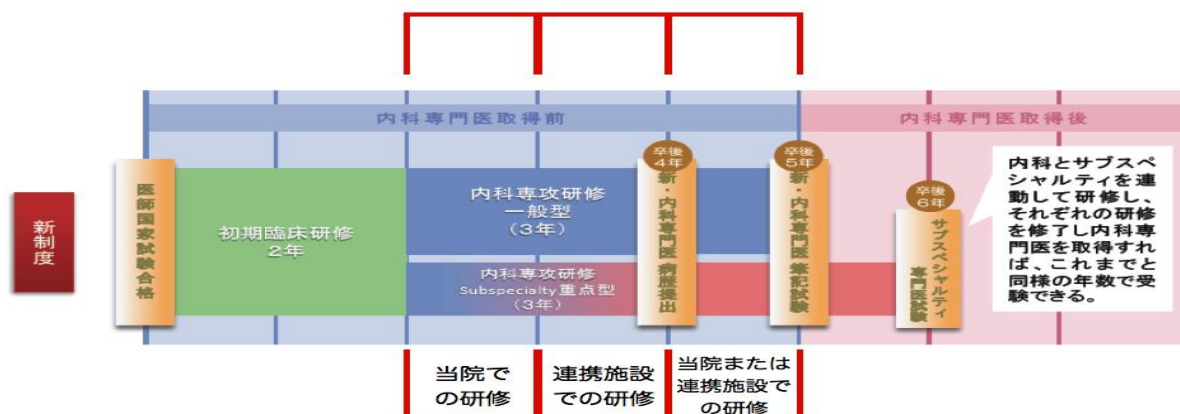 内科専門医取得前
内科専門医取得後
新制度
医師国家試験合格
初期臨床研修
2年
内科専攻研修
一般型
(3年)
内科専攻研修
Subspecialty重点型
(3年)
卒後
4年
新・内科専門医 病歴提出
卒後
5年
新・内科専門医 筆記試験
卒後
6年
サブスペシャルティ
専門医試験
内科とサブスペ
シャルティを連
動して研修し、
それぞれの研修
を修了し内科専
門医を取得すれ
ば、これまでと
同様の年数で受
験できる。
当院で
の研修
連携施設
での研修
当院または
連携施設で
の研修